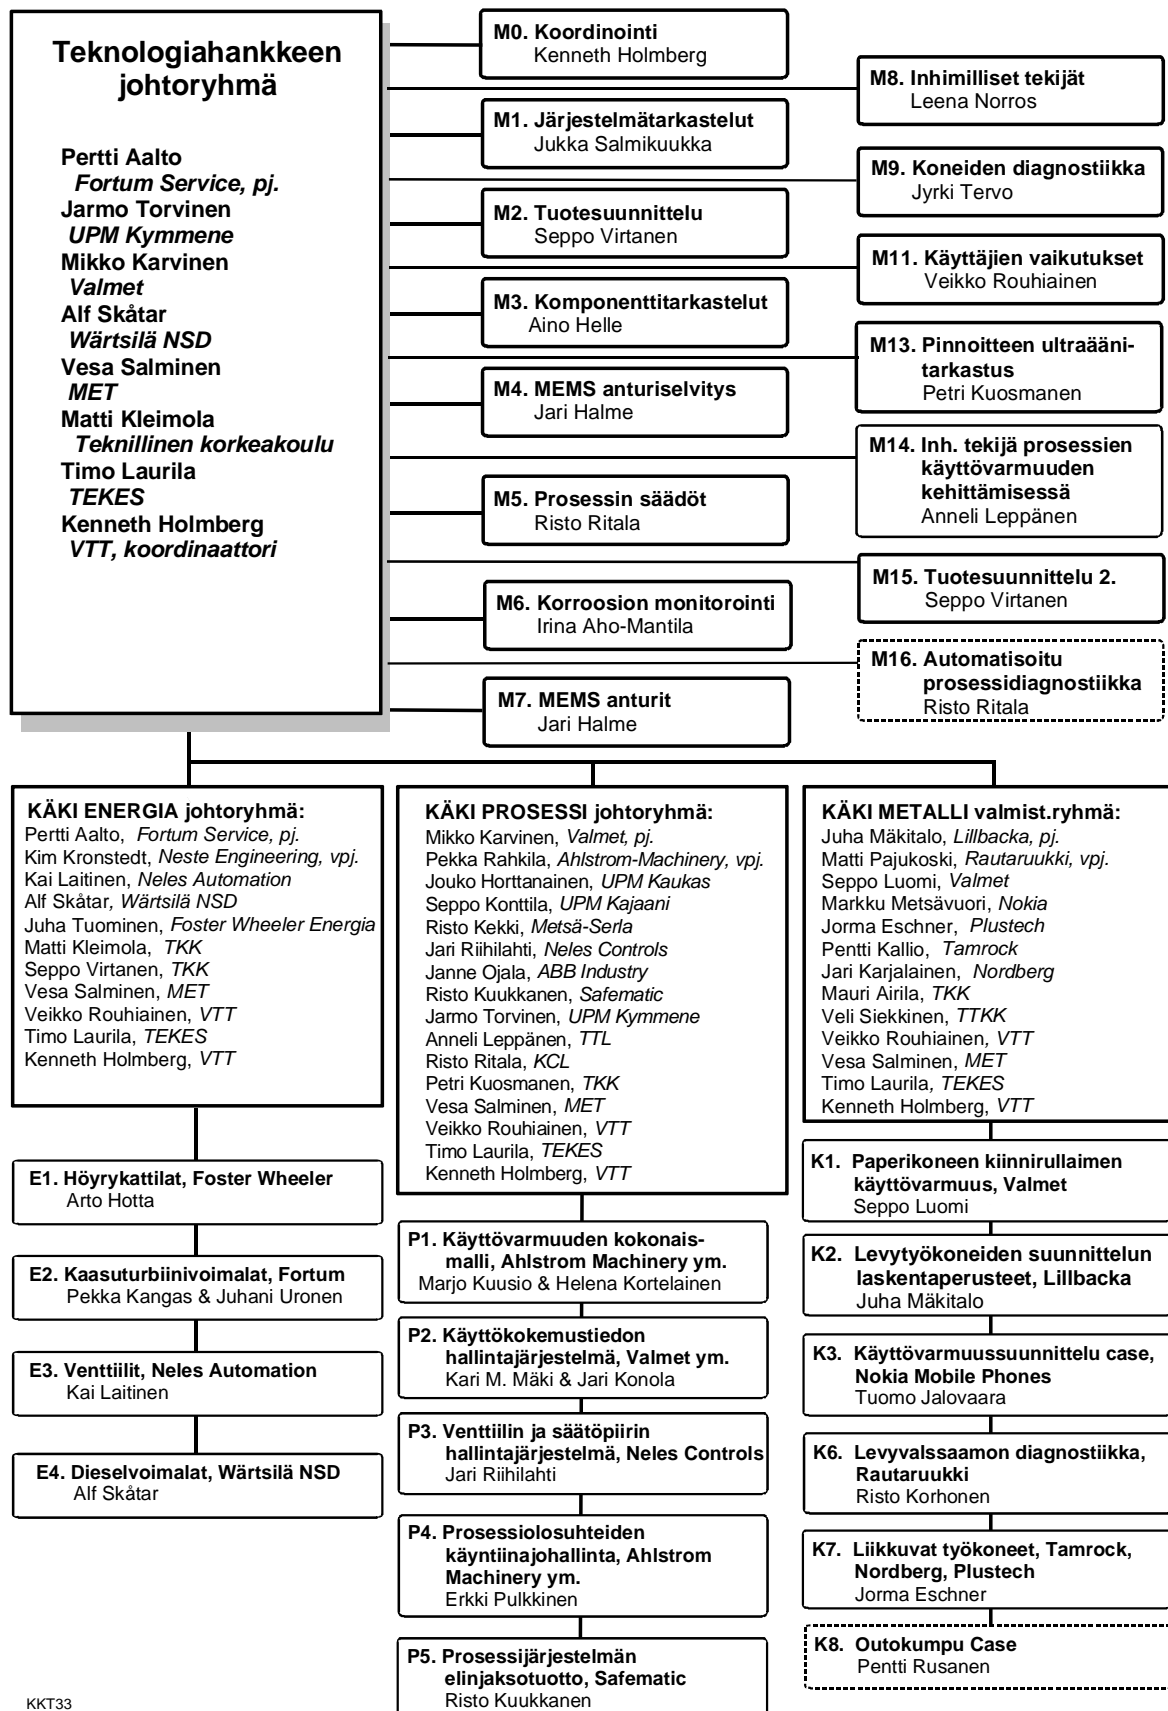 Teknologiahankkeen
johtoryhmä
Pertti Aalto
Fortum Service, pj.
Jarmo Torvinen
UPM Kymmene
Mikko Karvinen
Valmet
Alf Skåtar
Wärtsilä NSD
Vesa Salminen
MET
Matti Kleimola
Teknillinen korkeakoulu
Timo Laurila
TEKES
Kenneth Holmberg
VTT, koordinaattori
M0. Koordinointi
Kenneth Holmberg
M1. Järjestelmätarkastelut
Jukka Salmikuukka
M2. Tuotesuunnittelu
Seppo Virtanen
M3. Komponenttitarkastelut
Aino Helle
M4. MEMS anturiselvitys
Jari Halme
M5. Prosessin säädöt
Risto Ritala
M6. Korroosion monitorointi
Irina Aho-Mantila
M7. MEMS anturit
Jari Halme
M8. Inhimilliset tekijät
Leena Norros
M9. Koneiden diagnostiikka
Jyrki Tervo
M11. Käyttäjien vaikutukset
Veikko Rouhiainen
M13. Pinnoitteen ultraääni-
tarkastus
Petri Kuosmanen
M14. Inh. tekijä prosessien
käyttövarmuuden
kehittämisessä
Anneli Leppänen
M15. Tuotesuunnittelu 2.
Seppo Virtanen
M16. Automatisoitu
prosessidiagnostiikka
Risto Ritala
KÄKI ENERGIA johtoryhmä:
Pertti Aalto, Fortum Service, pj.
Kim Kronstedt, Neste Engineering, vpj.
Kai Laitinen, Neles Automation
Alf Skåtar, Wärtsilä NSD
Juha Tuominen, Foster Wheeler Energia
Matti Kleimola, TKK
Seppo Virtanen, TKK
Vesa Salminen, MET
Veikko Rouhiainen, VTT
Timo Laurila, TEKES
Kenneth Holmberg, VTT
E1. Höyrykattilat, Foster Wheeler
Arto Hotta
E2. Kaasuturbiinivoimalat, Fortum
Pekka Kangas & Juhani Uronen
E3. Venttiilit, Neles Automation
Kai Laitinen
E4. Dieselvoimalat, Wärtsilä NSD
Alf Skåtar
KÄKI PROSESSI johtoryhmä:
Mikko Karvinen, Valmet, pj.
Pekka Rahkila, Ahlstrom-Machinery, vpj.
Jouko Horttanainen, UPM Kaukas
Seppo Konttila, UPM Kajaani
Risto Kekki, Metsä-Serla
Jari Riihilahti, Neles Controls
Janne Ojala, ABB Industry
Risto Kuukkanen, Safematic
Jarmo Torvinen, UPM Kymmene
Anneli Leppänen, TTL
Risto Ritala, KCL
Petri Kuosmanen, TKK
Vesa Salminen, MET
Veikko Rouhiainen, VTT
Timo Laurila, TEKES
Kenneth Holmberg, VTT
P1. Käyttövarmuuden kokonais-
malli, Ahlstrom Machinery ym.
Marjo Kuusio & Helena Kortelainen
P2. Käyttökokemustiedon
hallintajärjestelmä, Valmet ym.
Kari M. Mäki & Jari Konola
P3. Venttiilin ja säätöpiirin
hallintajärjestelmä, Neles Controls
Jari Riihilahti
P4. Prosessiolosuhteiden
käyntiinajohallinta, Ahlstrom
Machinery ym.
Erkki Pulkkinen
P5. Prosessijärjestelmän
elinjaksotuotto, Safematic
Risto Kuukkanen
KÄKI METALLI valmist.ryhmä:
Juha Mäkitalo, Lillbacka, pj.
Matti Pajukoski, Rautaruukki, vpj.
Seppo Luomi, Valmet
Markku Metsävuori, Nokia
Jorma Eschner, Plustech
Pentti Kallio, Tamrock
Jari Karjalainen, Nordberg
Mauri Airila, TKK
Veli Siekkinen, TTKK
Veikko Rouhiainen, VTT
Vesa Salminen, MET
Timo Laurila, TEKES
Kenneth Holmberg, VTT
K1. Paperikoneen kiinnirullaimen
käyttövarmuus, Valmet
Seppo Luomi
K2. Levytyökoneiden suunnittelun
laskentaperusteet, Lillbacka
Juha Mäkitalo
K3. Käyttövarmuussuunnittelu case,
Nokia Mobile Phones
Tuomo Jalovaara
K6. Levyvalssaamon diagnostiikka,
Rautaruukki
Risto Korhonen
K7. Liikkuvat työkoneet, Tamrock,
Nordberg, Plustech
Jorma Eschner
K8. Outokumpu Case
Pentti Rusanen
KKT33